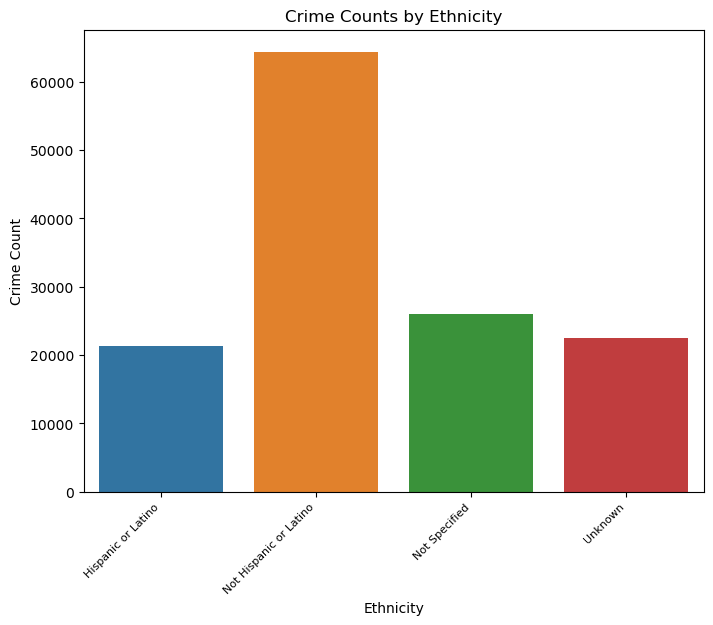 Crime Counts by Ethnicity
Crime Count
60000
50000
40000
30000
20000
10000
0
Hispanic or Latino
Not Hispanic or Latino
Not Specified
Unknown
Ethnicity